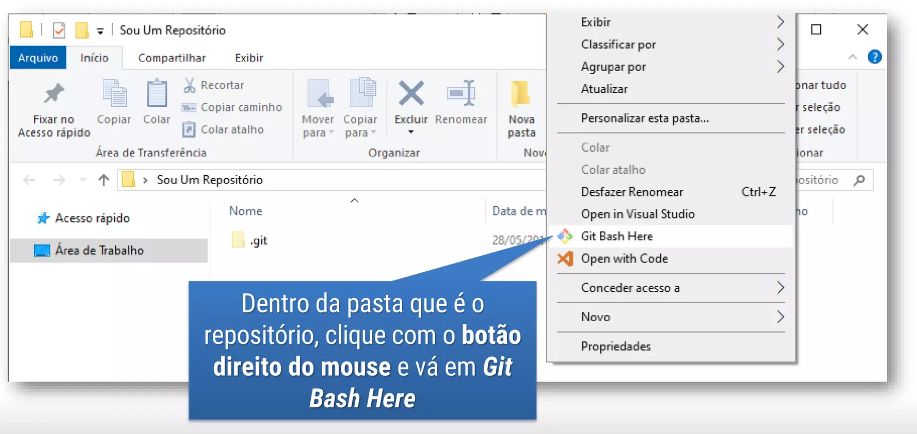 Sou Um Repositório
Arquivo
Início
Compartilhar
Exibir
Fixar no
Acesso rápido
Copiar
Colar
Recortar
Copiar caminho
Colar atalho
Área de Transferência
Mover
para
Copiar
para
Excluir
Renomear
Organizar
Nova
pasta
Nov
onar tudo
r seleção
er seleção
ionar
Sou Um Repositório
ositório
Acesso rápido
Área de Trabalho
Nome
Data de m
ho
.git
28/05/201
Exibir
Classificar por
Agrupar por
Atualizar
Personalizar esta pasta...
Colar
Colar atalho
Desfazer Renomear Ctrl+Z
Open in Visual Studio
Git Bash Here
Open with Code
Conceder acesso a
Novo
Propriedades
Dentro da pasta que é o
repositório, clique com o botão
direito do mouse e vá em Git
Bash Here